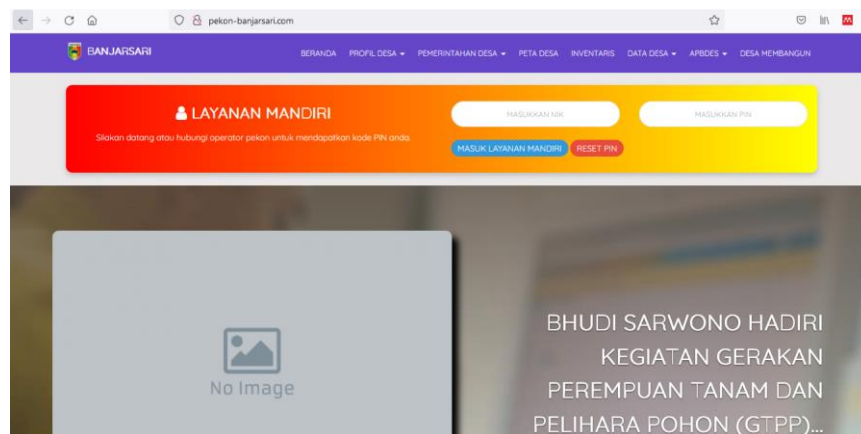 pekon-banjarsari.com
BANJARSARI
BERANDA PROFIL DESA PEMERINTAHAN DESA PETA DESA INVENTARIS DATA DESA APBDES DESA MEMBANGUN
LAYANAN MANDIRI
Silakan datang atau hubungi operator pekon untuk mendapatkan kode PIN anda.
MASUKKAN NIK
MASUKKAN PIN
MASUK LAYANAN MANDIRI
RESET PIN
No Image
BHUDI SARWONO HADIRI
KEGIATAN GERAKAN
PEREMPUAN TANAM DAN
PELIHARA POHON (GTPP)...